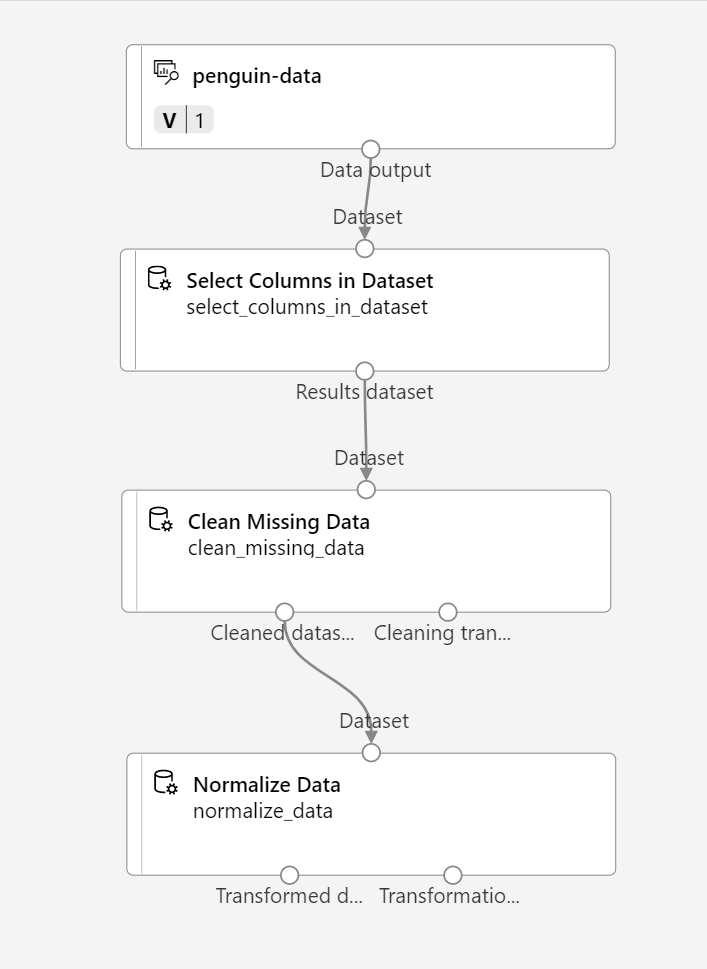 penguin-data
V 1
Data output
Dataset
Select Columns in Dataset
select_columns_in_dataset
Results dataset
Dataset
Clean Missing Data
clean_missing_data
Cleaned datas... Cleaning tran...
Dataset
Normalize Data
normalize_data
Transformed d... Transformatio...